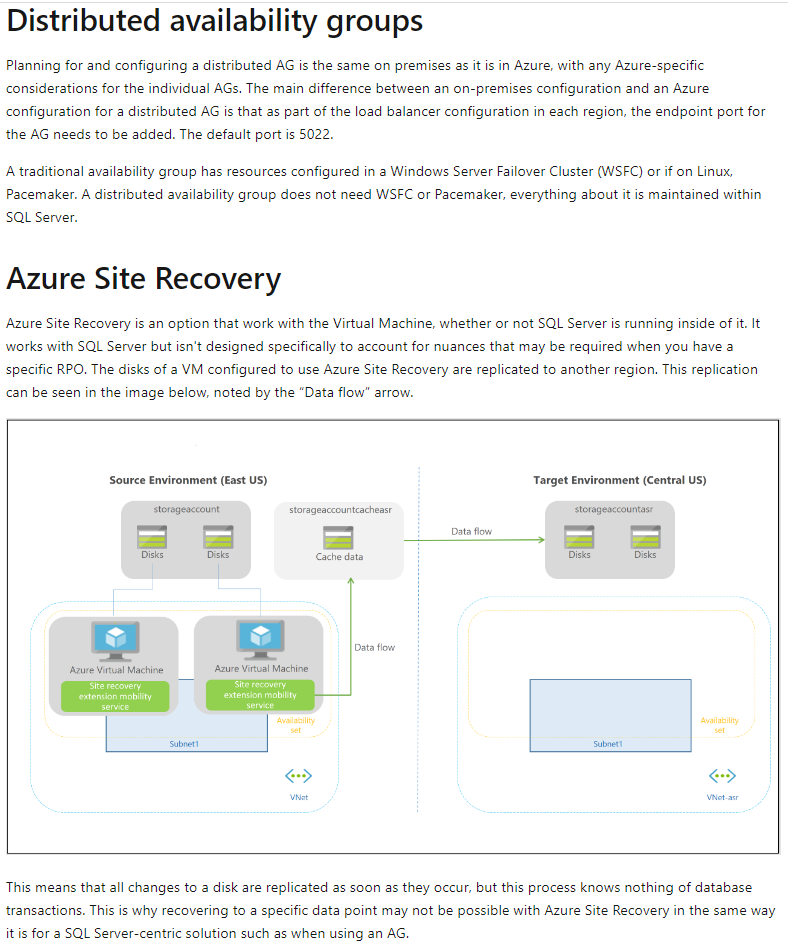 Distributed availability groups
Planning for and configuring a distributed AG is the same on premises as it is in Azure, with any Azure-specific
considerations for the individual AGs. The main difference between an on-premises configuration and an Azure
configuration for a distributed AG is that as part of the load balancer configuration in each region, the endpoint port for
the AG needs to be added. The default port is 5022.
A traditional availability group has resources configured in a Windows Server Failover Cluster (WSFC) or if on Linux,
Pacemaker. A distributed availability group does not need WSFC or Pacemaker, everything about it is maintained within
SQL Server.
Azure Site Recovery
Azure Site Recovery is an option that work with the Virtual Machine, whether or not SQL Server is running inside of it. It
works with SQL Server but isn't designed specifically to account for nuances that may be required when you have a
specific RPO. The disks of a VM configured to use Azure Site Recovery are replicated to another region. This replication
can be seen in the image below, noted by the “Data flow” arrow.
Source Environment (East US)
Target Environment (Central US)
storageaccount
storageaccountcacheasr
storageaccountasr
Disks
Disks
Cache data
Data flow
Disks
Disks
Data flow
Azure Virtual Machine
Azure Virtual Machine
Site recovery
extension mobility
service
Site recovery
extension mobility
service
Availability
set
Availability
set
Subnet1
Subnet1
VNet
VNet-asr
This means that all changes to a disk are replicated as soon as they occur, but this process knows nothing of database
transactions. This is why recovering to a specific data point may not be possible with Azure Site Recovery in the same way
it is for a SQL Server-centric solution such as when using an AG.